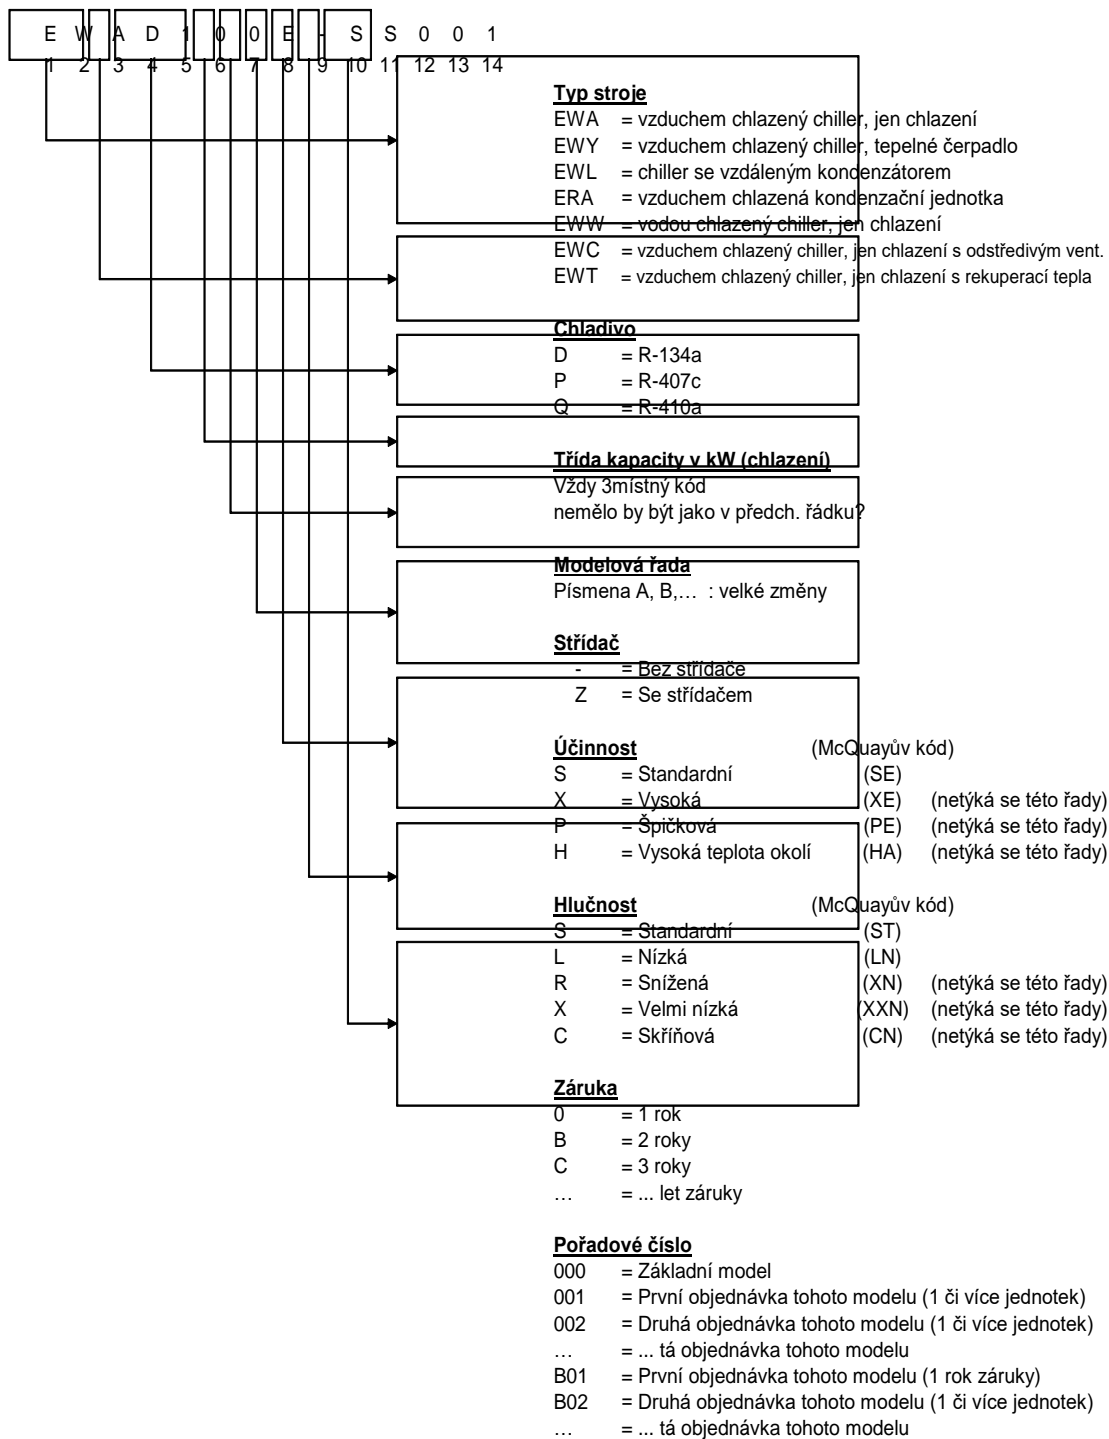 E W A D 1 0 0 E - S S 0 0 1
1 2 3 4 5 6 7 8 9 10 11 12 13 14
Typ stroje
EWA = vzduchem chlazený chiller, jen chlazení
EWY = vzduchem chlazený chiller, tepelné čerpadlo
EWL = chiller se vzdáleným kondenzátorem
ERA = vzduchem chlazená kondenzační jednotka
EWW = vodou chlazený chiller, jen chlazení
EWC = vzduchem chlazený chiller, jen chlazení s odstředivým vent.
EWT = vzduchem chlazený chiller, jen chlazení s rekuperací tepla
Chladivo
D = R-134a
P = R-407c
Q = R-410a
Třída kapacity v kW (chlazení)
Vždy 3místný kód
nemělo by být jako v předch. řádku?
Modelová řada
Písmena A, B,… : velké změny
Střídač
- = Bez střídače
Z = Se střídačem
Účinnost (McQuayův kód)
S = Standardní (SE)
X = Vysoká (XE) (netýká se této řady)
P = Špičková (PE) (netýká se této řady)
H = Vysoká teplota okolí (HA) (netýká se této řady)
Hlučnost (McQuayův kód)
S = Standardní (ST)
L = Nízká (LN)
R = Snížená (XN) (netýká se této řady)
X = Velmi nízká (XXN) (netýká se této řady)
C = Skříňová (CN) (netýká se této řady)
Záruka
0 = 1 rok
B = 2 roky
C = 3 roky
… = ... let záruky
Pořadové číslo
000 = Základní model
001 = První objednávka tohoto modelu (1 či více jednotek)
002 = Druhá objednávka tohoto modelu (1 či více jednotek)
… = ... tá objednávka tohoto modelu
B01 = První objednávka tohoto modelu (1 rok záruky)
B02 = Druhá objednávka tohoto modelu (1 či více jednotek)
… = ... tá objednávka tohoto modelu